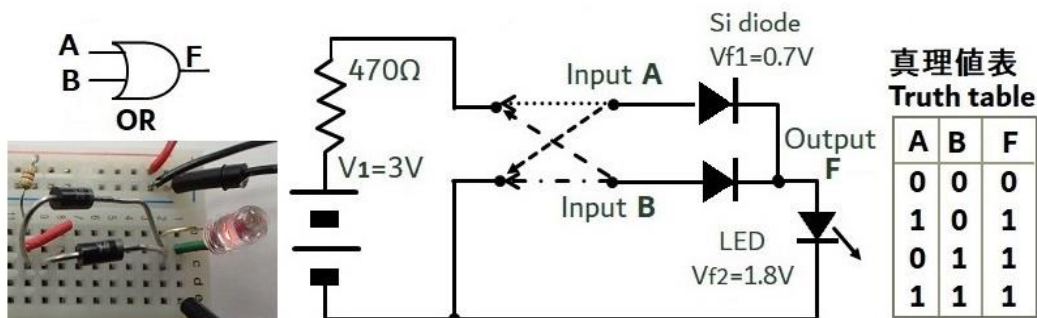 A
B
F
OR
470Ω
V1=3V
Input A
Input B
Si diode
Vf1=0.7V
Output
F
LED
Vf2=1.8V
真理値表
Truth table
A B F
0 0 0
1 0 1
0 1 1
1 1 1